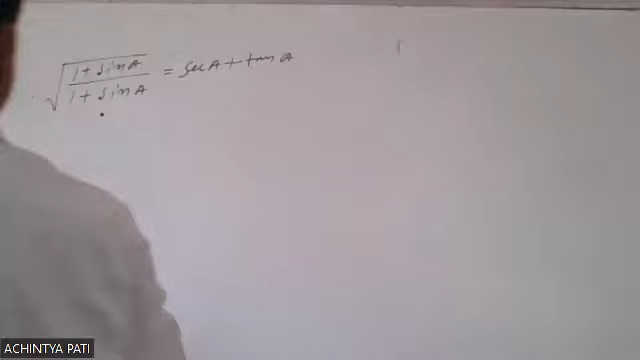 √((1 + sin A)/(1 + sin A)) = sec A + tan A
ACHINTYA PATI